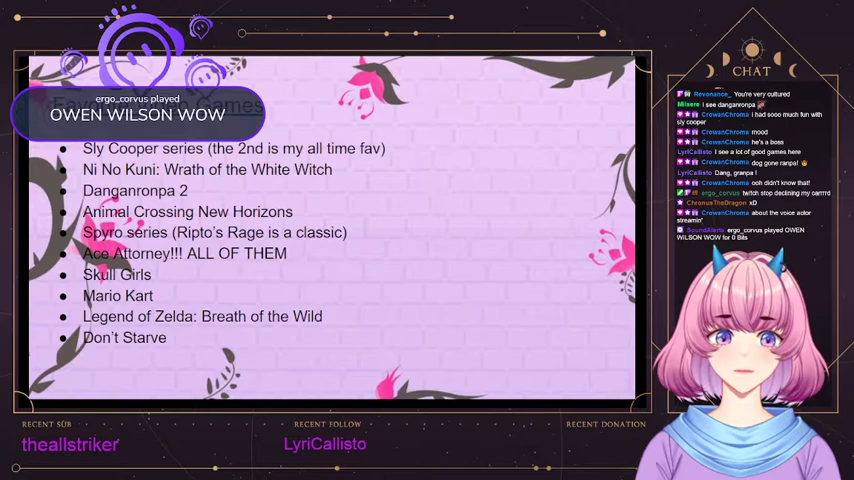 ergo_corvus played
OWEN WILSON WOW
Games
Sly Cooper series (the 2nd is my all time fav)
Ni No Kuni: Wrath of the White Witch
Danganronpa 2
Animal Crossing New Horizons
Spyro series (Ripto's Rage is a classic)
Ace Attorney!!! ALL OF THEM
Skull Girls
Mario Kart
Legend of Zelda: Breath of the Wild
Don't Starve
CHAT
Revonance_ You're very cultured
I see danganronpa
CrowanChroma i had sooo much fun with
sly cooper
CrowanChroma mood
CrowanChroma he's a boss
LyriCallisto I see a lot of good games here
CrowanChroma dog gone ranpa!
LyriCallisto Dang, granpa !
CrowanChroma ooh didn't know that!
ergo_corvus twitch stop declining my carrrrd
ChronusTheDragon xD
CrowanChroma about the voice actor
streamin'
SoundAlerts ergo_corvus played OWEN
WILSON WOW for 0 Bits
RECENT SUB
theallstriker
RECENT FOLLOW
LyriCallisto
RECENT DONATION